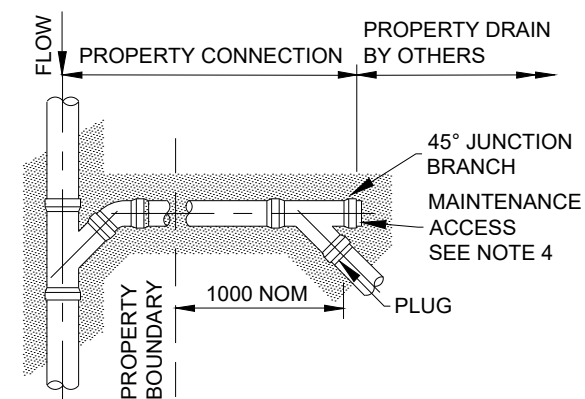 FLOW
PROPERTY CONNECTION
PROPERTY DRAIN
BY OTHERS
45° JUNCTION
BRANCH
MAINTENANCE
ACCESS
SEE NOTE 4
PROPERTY
BOUNDARY
1000 NOM
PLUG